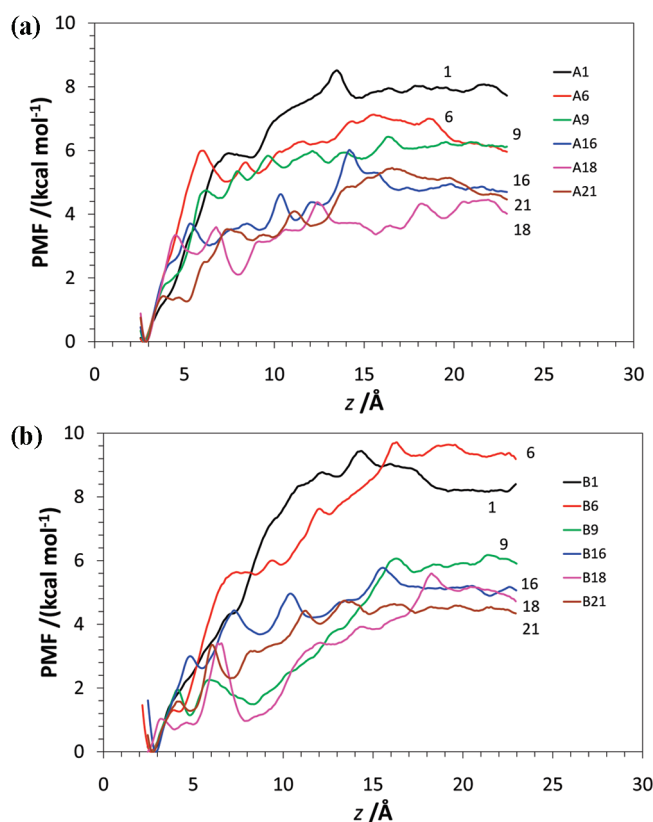 (a)
10
8
6
4
2
0
0 5 10 15 20 25 30
PMF /(kcal mol-1)
z /Å
1
6
9
16
21
18
A1
A6
A9
A16
A18
A21
(b)
10
8
6
4
2
0
0 5 10 15 20 25 30
PMF /(kcal mol-1)
z /Å
6
1
9
16
18
21
B1
B6
B9
B16
B18
B21